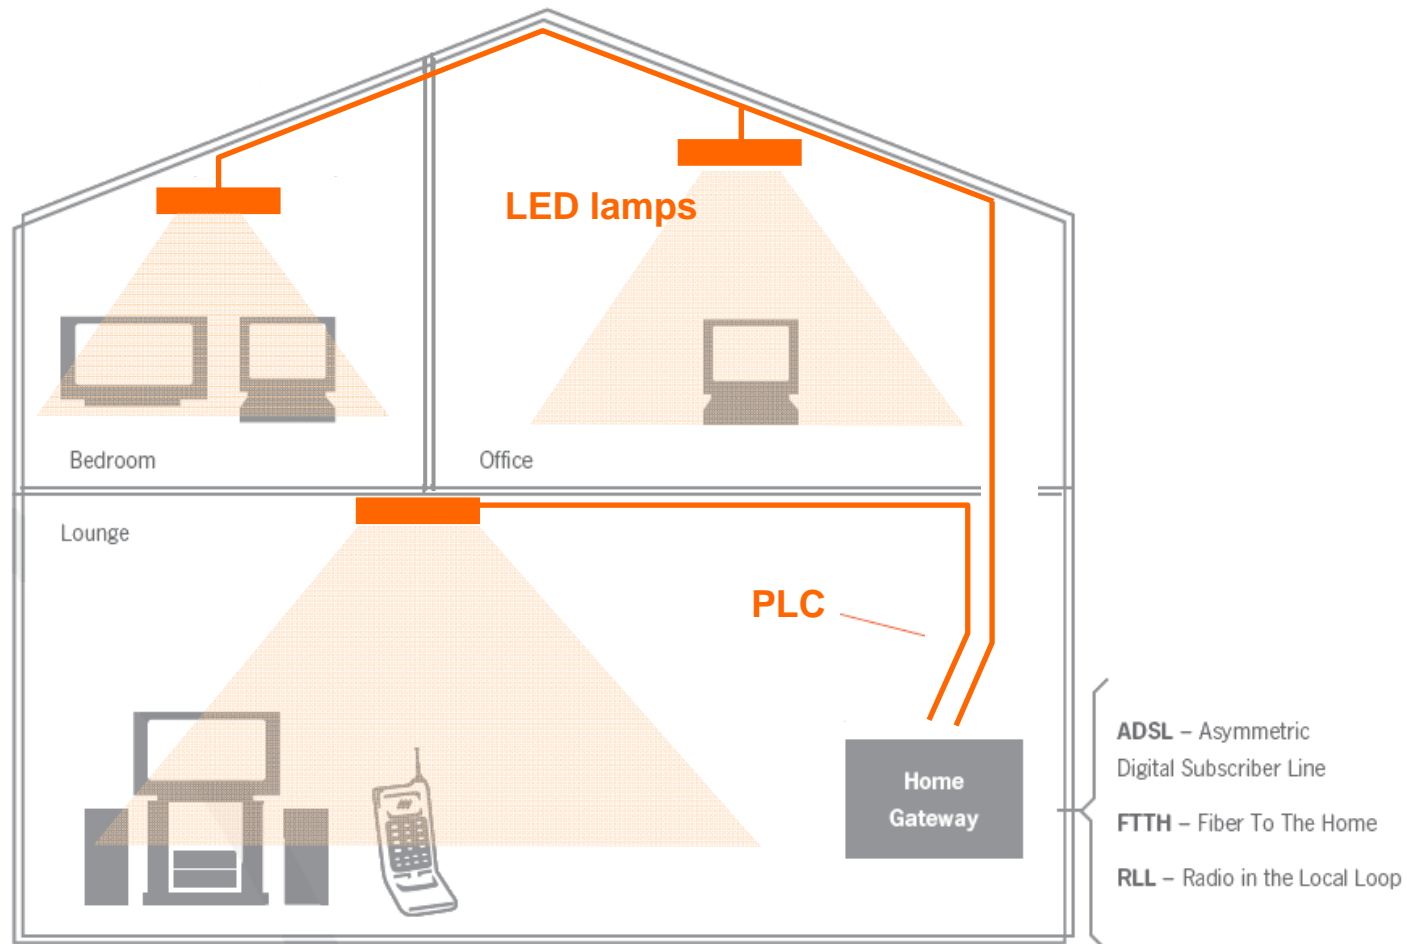 LED lamps
Bedroom
Office
Lounge
PLC
Home
Gateway
ADSL – Asymmetric
Digital Subscriber Line
FTTH – Fiber To The Home
RLL – Radio in the Local Loop